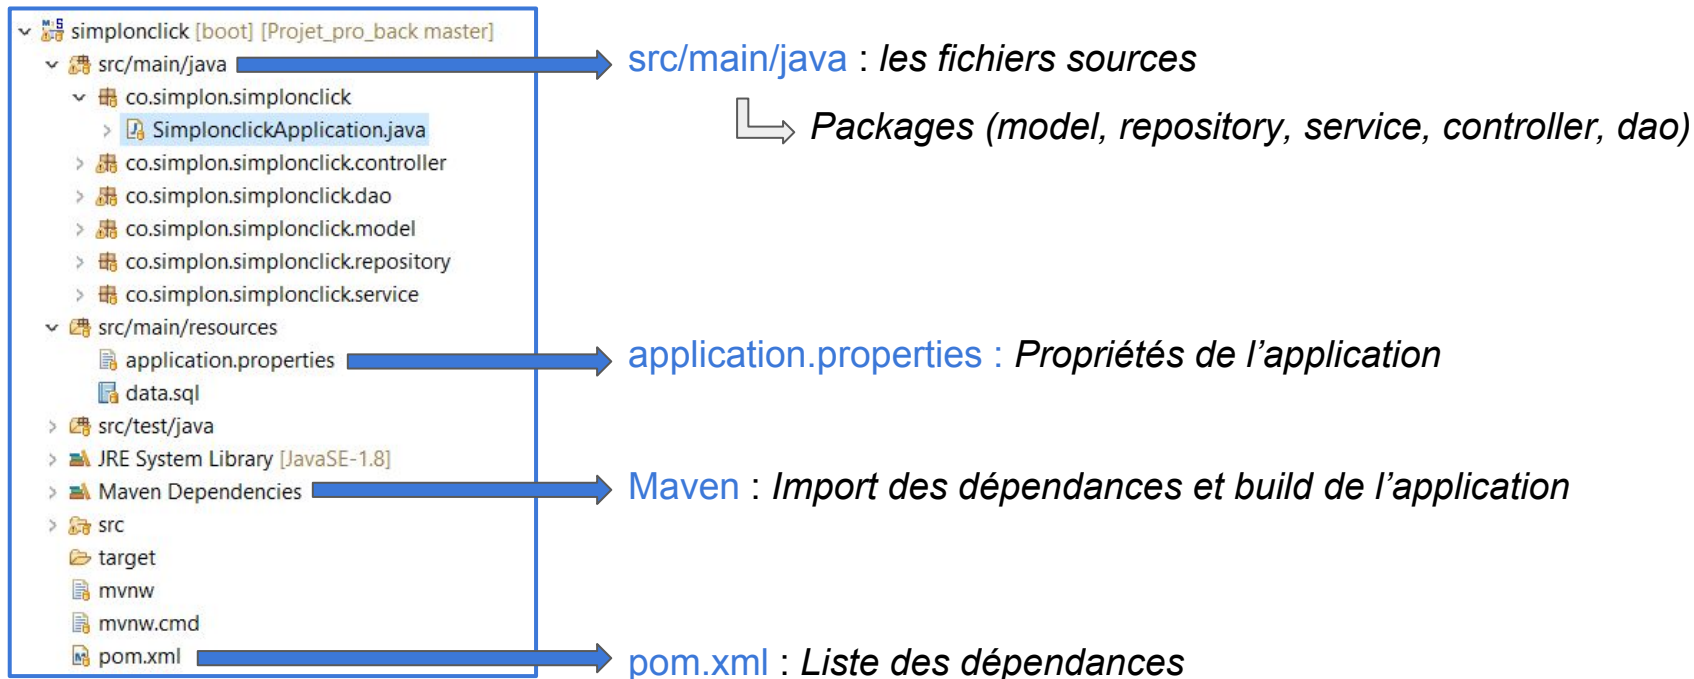 simplonclick [boot] [Projet_pro_back master]
src/main/java
co.simplon.simplonclick
SimplonclickApplication.java
co.simplon.simplonclick.controller
co.simplon.simplonclick.dao
co.simplon.simplonclick.model
co.simplon.simplonclick.repository
co.simplon.simplonclick.service
src/main/resources
application.properties
data.sql
src/test/java
JRE System Library [JavaSE-1.8]
Maven Dependencies
src
target
mvnw
mvnw.cmd
pom.xml
src/main/java : les fichiers sources
Packages (model, repository, service, controller, dao)
application.properties : Propriétés de l’application
Maven : Import des dépendances et build de l’application
pom.xml : Liste des dépendances